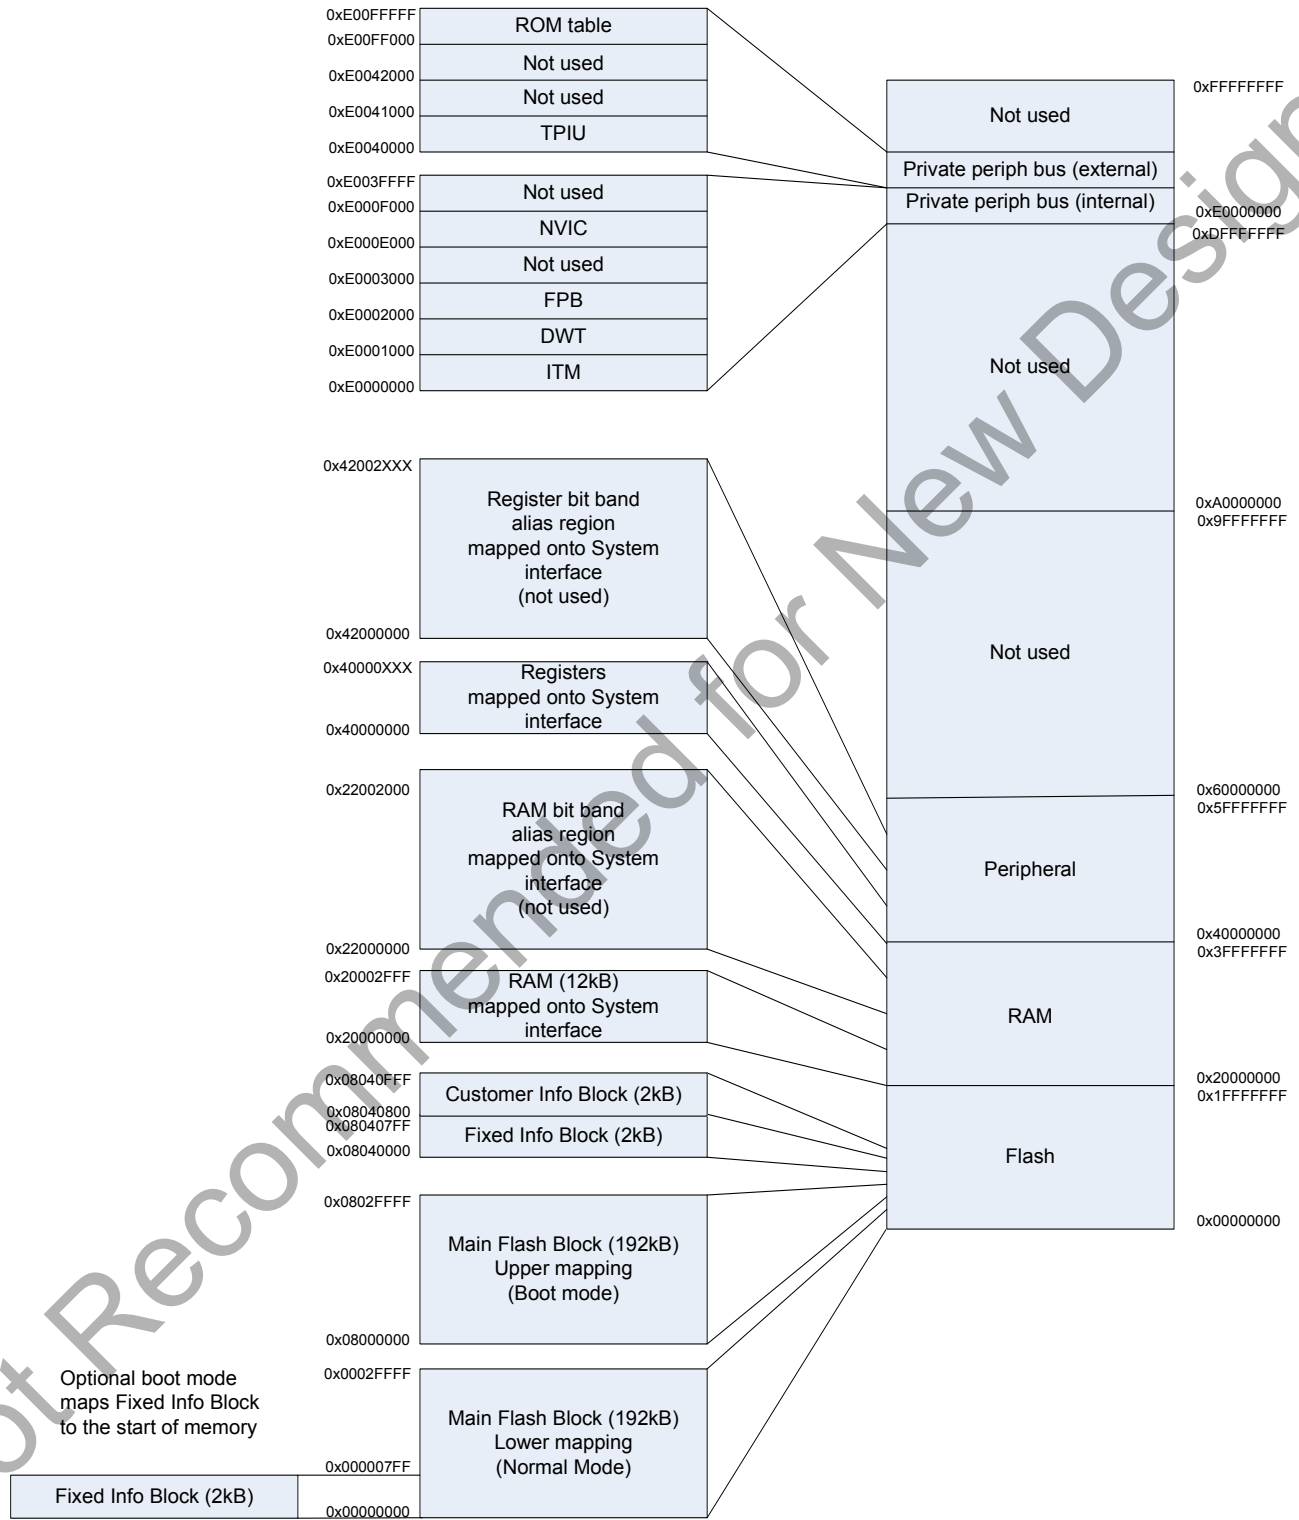 0xE00FFFFF
ROM table
0xE00FF000
Not used
0xE0042000
Not used
0xE0041000
TPIU
0xE0040000
0xE003FFFF
Not used
0xE000F000
NVIC
0xE000E000
Not used
0xE0003000
FPB
0xE0002000
DWT
0xE0001000
ITM
0xE0000000
0x42002XXX
Register bit band
alias region
mapped onto System
interface
(not used)
0x42000000
0x40000XXX
Registers
mapped onto System
interface
0x40000000
0x22002000
RAM bit band
alias region
mapped onto System
interface
(not used)
0x22000000
0x20002FFF
RAM (12kB)
mapped onto System
interface
0x20000000
0x08040FFF
Customer Info Block (2kB)
0x08040800
0x080407FF
Fixed Info Block (2kB)
0x08040000
0x0802FFFF
Main Flash Block (192kB)
Upper mapping
(Boot mode)
0x08000000
0x0002FFFF
Main Flash Block (192kB)
Lower mapping
(Normal Mode)
Optional boot mode
maps Fixed Info Block
to the start of memory
0x000007FF
Fixed Info Block (2kB)
0x00000000
0xFFFFFFFF
Not used
Private periph bus (external)
Private periph bus (internal)
0xE0000000
0xDFFFFFFF
Not used
0xA0000000
0x9FFFFFFF
Not used
0x60000000
0x5FFFFFFF
Peripheral
0x40000000
0x3FFFFFFF
RAM
0x20000000
0x1FFFFFFF
Flash
0x00000000
ot Recommended for New Design